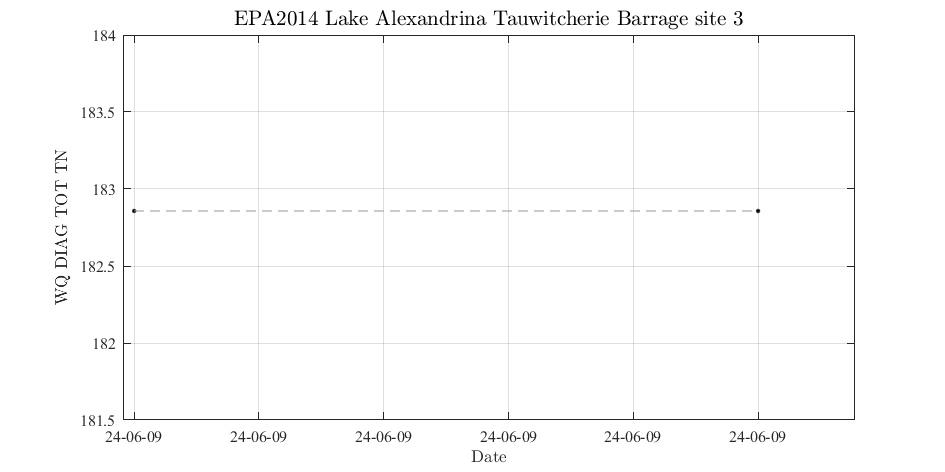 EPA2014 Lake Alexandrina Tauwitcherie Barrage site 3
184
183.5
183
182.5
182
181.5
WQ DIAG TOT TN
24-06-09 24-06-09 24-06-09 24-06-09 24-06-09 24-06-09
Date